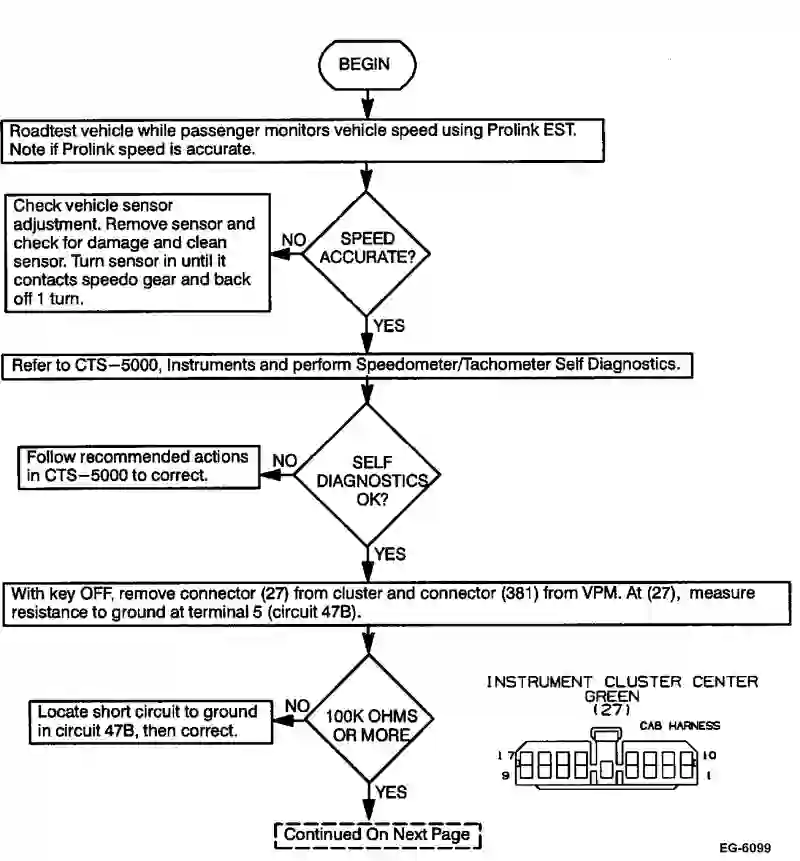 BEGIN
Roadtest vehicle while passenger monitors vehicle speed using Prolink EST.
Note if Prolink speed is accurate.
Check vehicle sensor
adjustment. Remove sensor and
check for damage and clean
sensor. Turn sensor in until it
contacts speedo gear and back
off 1 turn.
NO
SPEED
ACCURATE?
YES
Refer to CTS–5000, Instruments and perform Speedometer/Tachometer Self Diagnostics.
Follow recommended actions
in CTS–5000 to correct.
NO
SELF
DIAGNOSTICS
OK?
YES
With key OFF, remove connector (27) from cluster and connector (381) from VPM. At (27), measure
resistance to ground at terminal 5 (circuit 47B).
Locate short circuit to ground
in circuit 47B, then correct.
NO
100K OHMS
OR MORE
YES
Continued On Next Page
INSTRUMENT CLUSTER CENTER
GREEN
(27)
CAB HARNESS
17 10
9 1
EG-6099